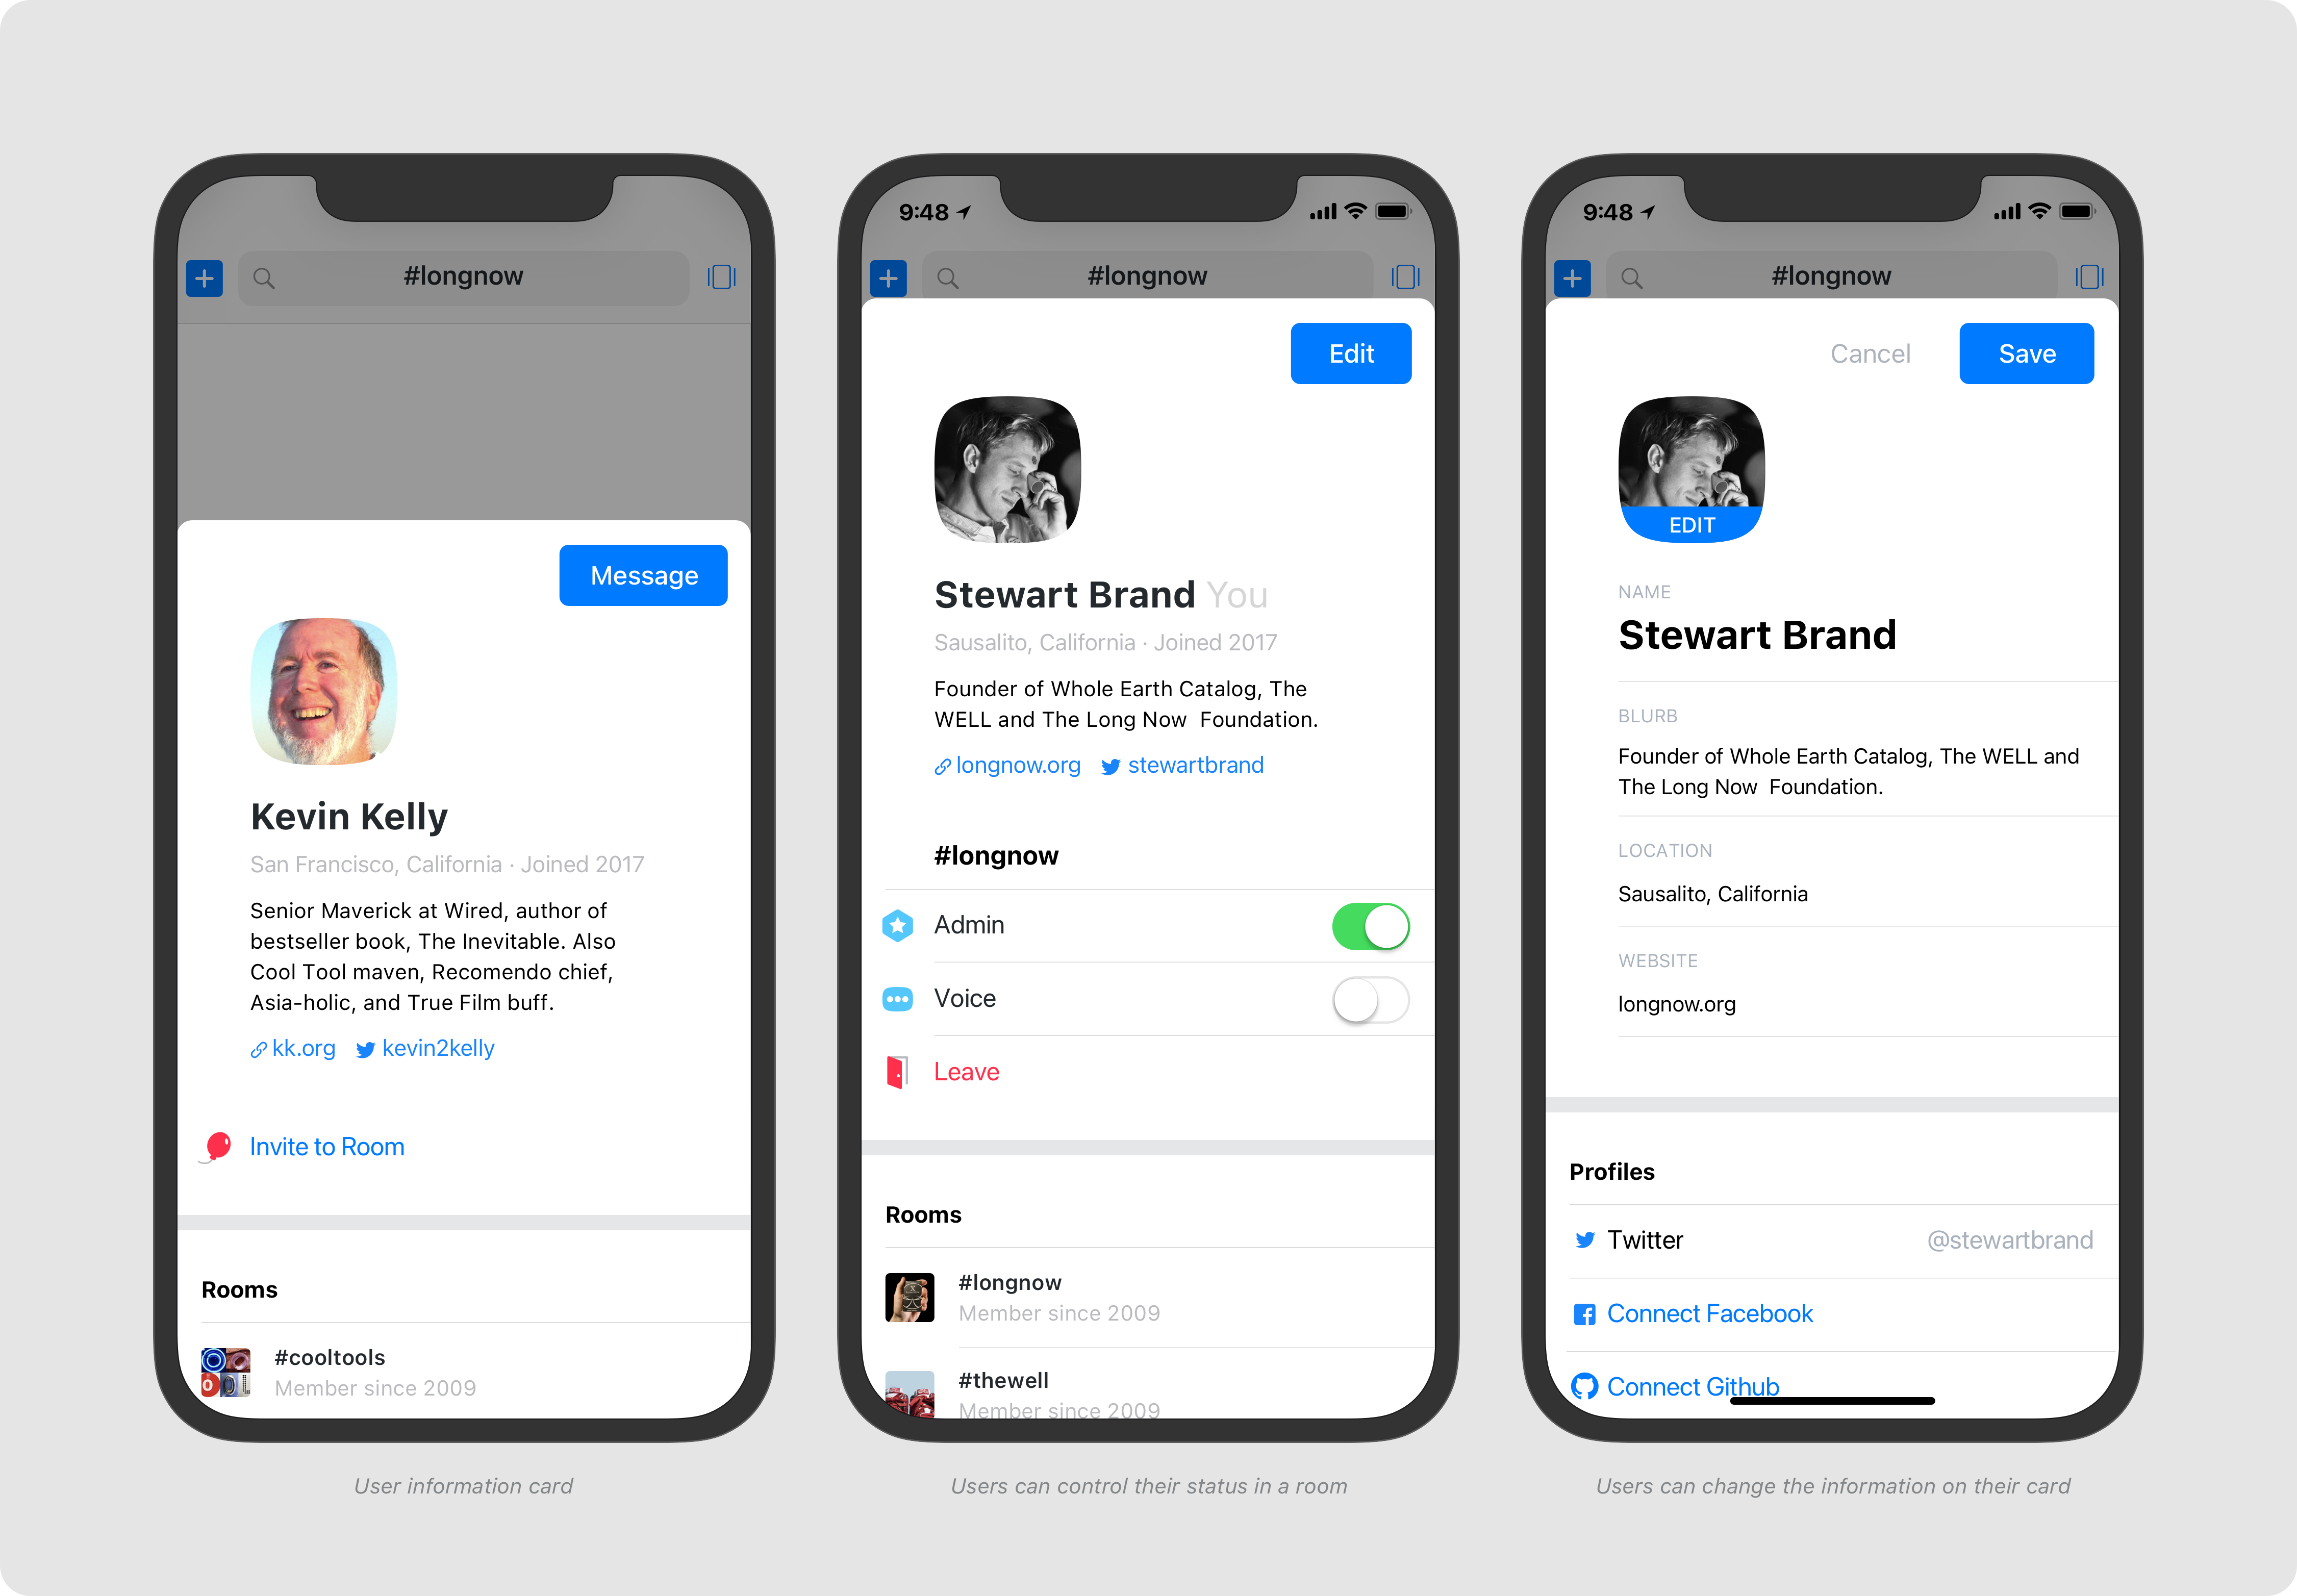 #longnow
Message
Kevin Kelly
San Francisco, California · Joined 2017
Senior Maverick at Wired, author of
bestseller book, The Inevitable. Also
Cool Tool maven, Recomendo chief,
Asia-holic, and True Film buff.
kk.org kevin2kelly
Invite to Room
Rooms
#cooltools
Member since 2009
User information card
9:48
#longnow
Edit
Stewart Brand You
Sausalito, California · Joined 2017
Founder of Whole Earth Catalog, The
WELL and The Long Now  Foundation.
longnow.org stewartbrand
#longnow
Admin
Voice
Leave
Rooms
#longnow
Member since 2009
#thewell
Member since 2009
Users can control their status in a room
9:48
#longnow
Cancel Save
EDIT
NAME
Stewart Brand
BLURB
Founder of Whole Earth Catalog, The WELL and
The Long Now  Foundation.
LOCATION
Sausalito, California
WEBSITE
longnow.org
Profiles
Twitter @stewartbrand
Connect Facebook
Connect Github
Users can change the information on their card